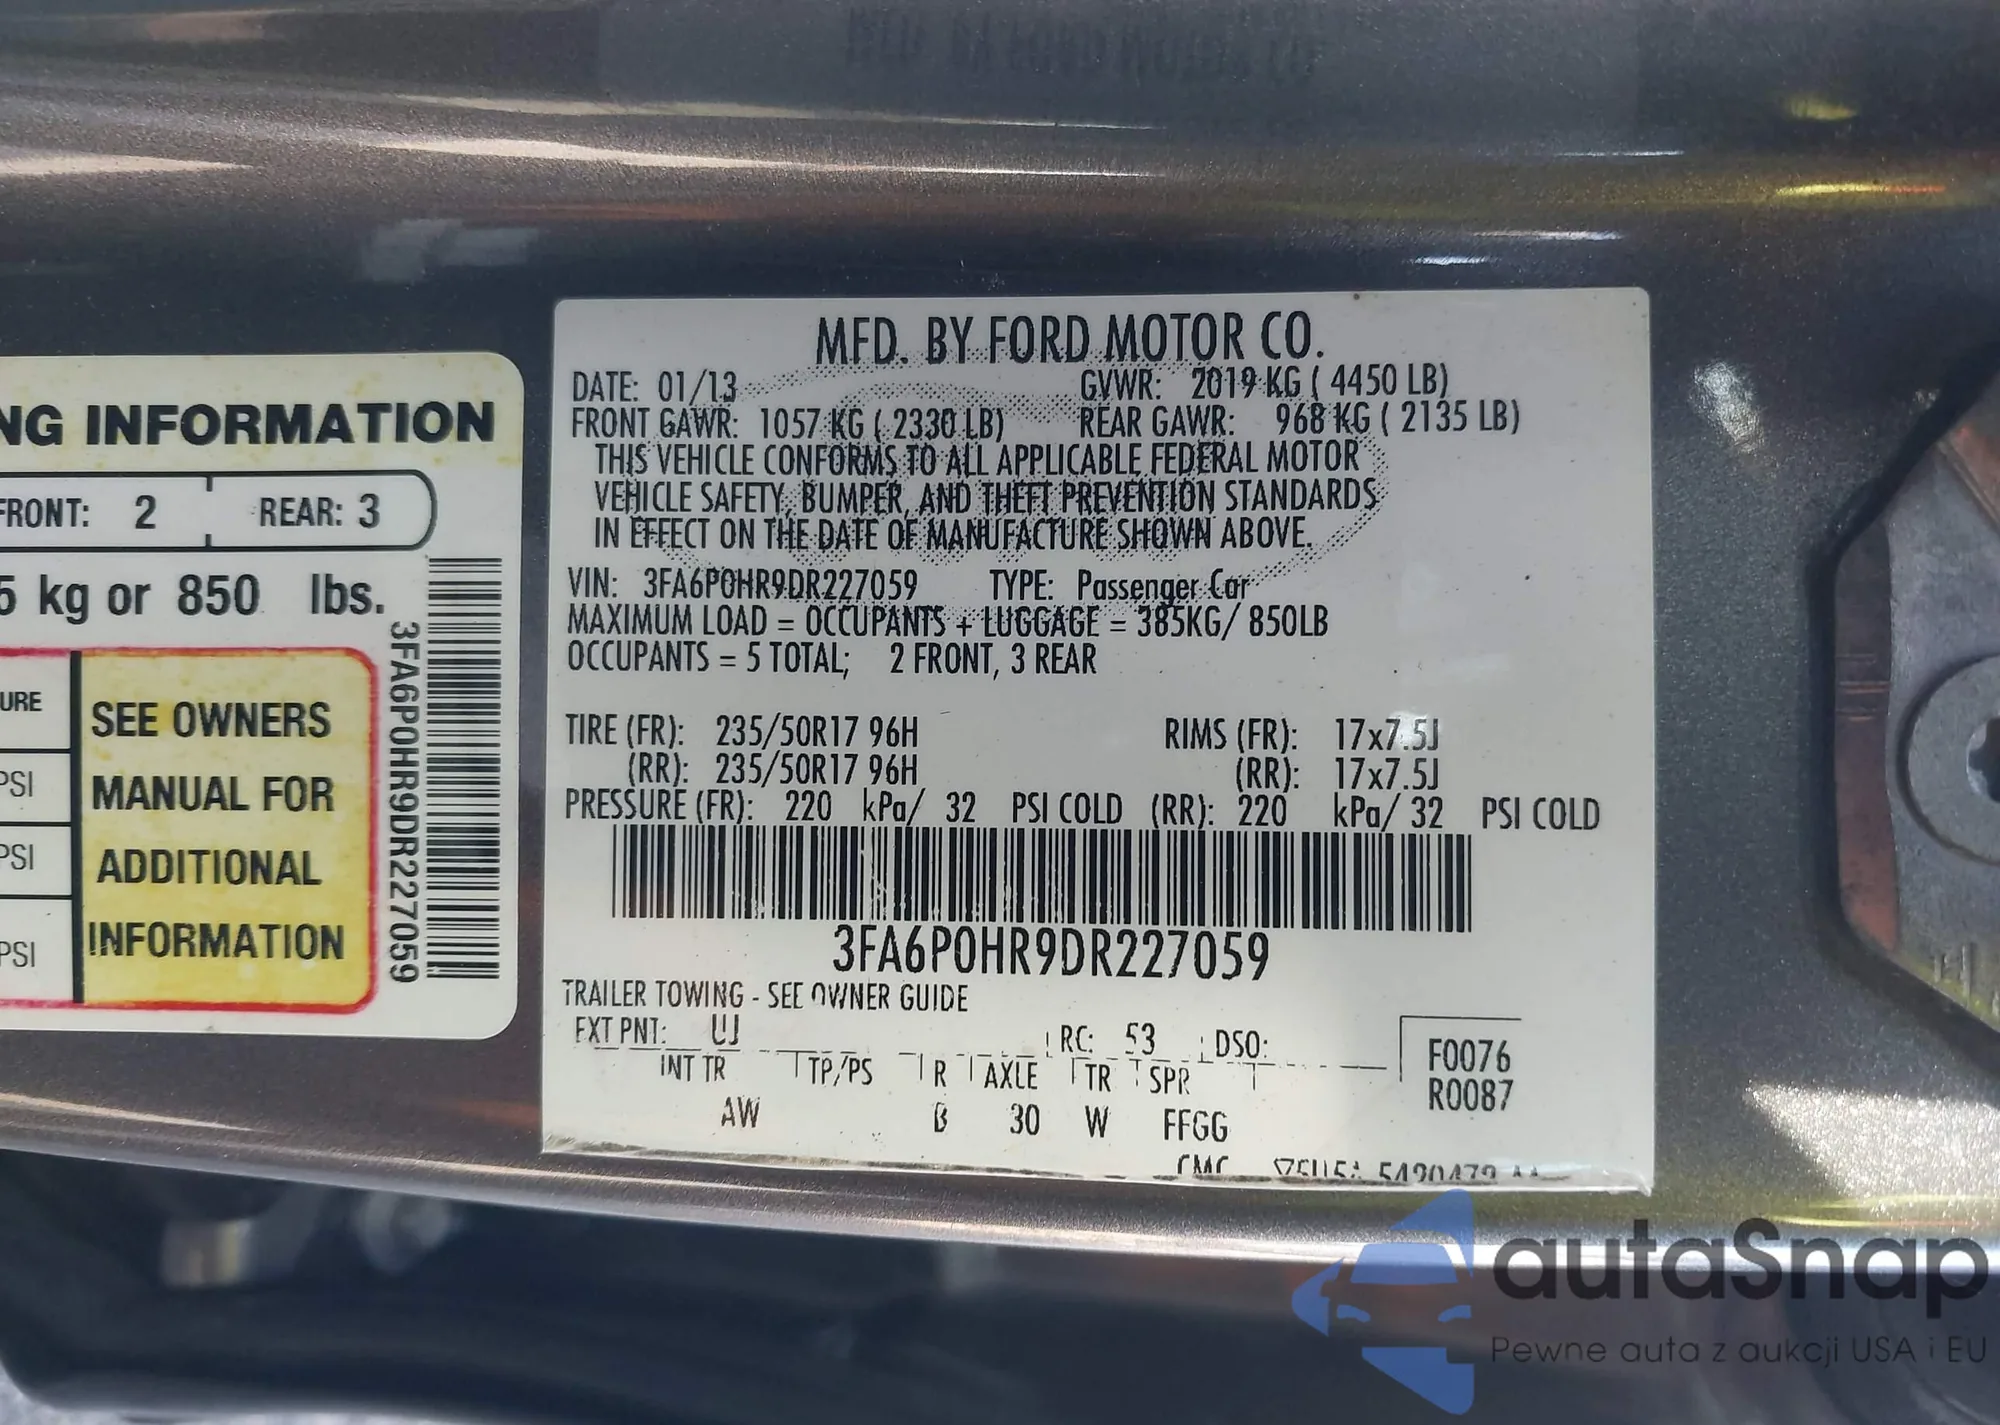 NG INFORMATION
FRONT: 2 REAR: 3
5 kg or 850 lbs.
URE
PSI
PSI
PSI
SEE OWNERS
MANUAL FOR
ADDITIONAL
INFORMATION
3FA6P0HR9DR227059
MFD. BY FORD MOTOR CO.
DATE: 01/13 GVWR: 2019 KG ( 4450 LB)
FRONT GAWR: 1057 KG ( 2330 LB) REAR GAWR: 968 KG ( 2135 LB)
THIS VEHICLE CONFORMS TO ALL APPLICABLE FEDERAL MOTOR
VEHICLE SAFETY, BUMPER, AND THEFT PREVENTION STANDARDS
IN EFFECT ON THE DATE OF MANUFACTURE SHOWN ABOVE.
VIN: 3FA6P0HR9DR227059 TYPE: Passenger Car
MAXIMUM LOAD = OCCUPANTS + LUGGAGE = 385KG/ 850LB
OCCUPANTS = 5 TOTAL; 2 FRONT, 3 REAR
TIRE (FR): 235/50R17 96H RIMS (FR): 17x7.5J
(RR): 235/50R17 96H (RR): 17x7.5J
PRESSURE (FR): 220 kPa/ 32 PSI COLD (RR): 220 kPa/ 32 PSI COLD
3FA6P0HR9DR227059
TRAILER TOWING - SEE OWNER GUIDE
EXT PNT: UJ RC: 53 DSO:
INT TR TP/PS R AXLE TR SPR
AW B 30 W FFGG
F0076
R0087
autaSnap
Pewne auta z aukcji USA i EU